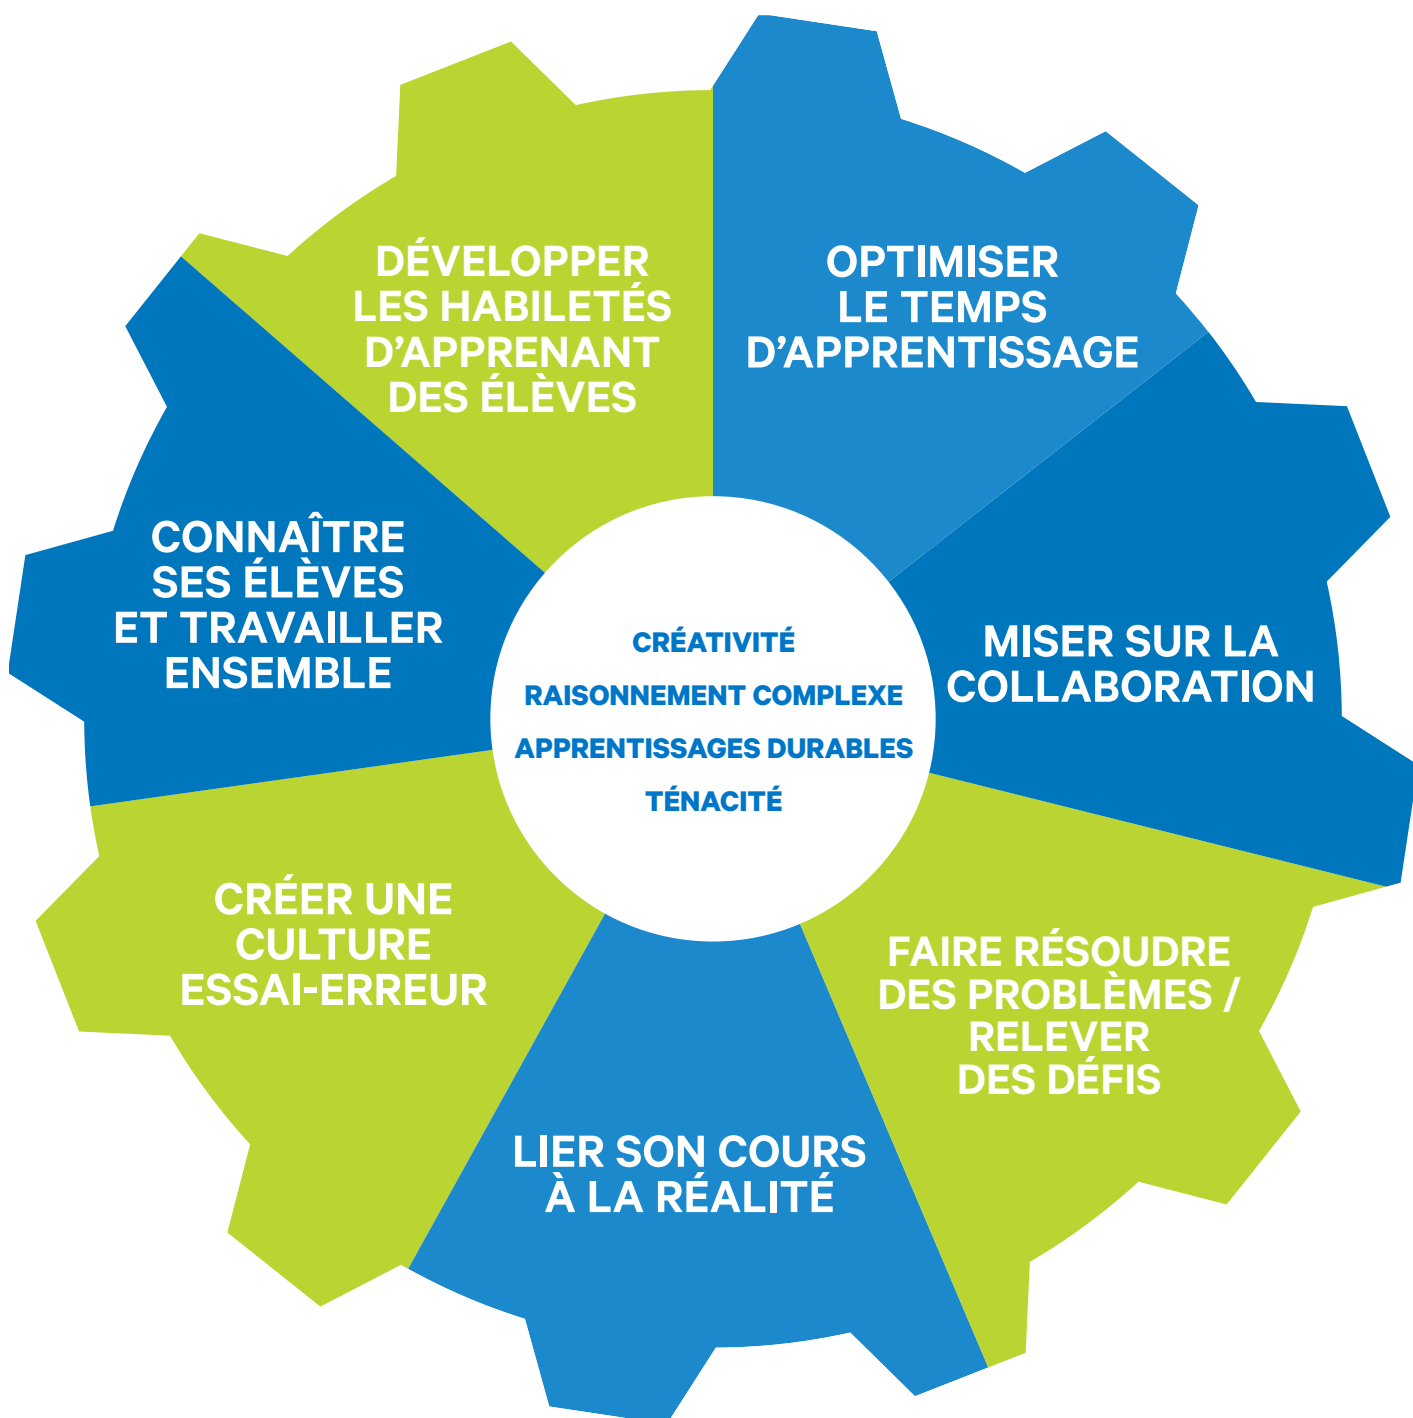 DÉVELOPPER
LES HABILETÉS
D’APPRENANT
DES ÉLÈVES
OPTIMISER
LE TEMPS
D’APPRENTISSAGE
CONNAÎTRE
SES ÉLÈVES
ET TRAVAILLER
ENSEMBLE
CRÉATIVITÉ
RAISONNEMENT COMPLEXE
APPRENTISSAGES DURABLES
TÉNACITÉ
MISER SUR LA
COLLABORATION
CRÉER UNE
CULTURE
ESSAI-ERREUR
FAIRE RÉSOUDRE
DES PROBLÈMES /
RELEVER
DES DÉFIS
LIER SON COURS
À LA RÉALITÉ